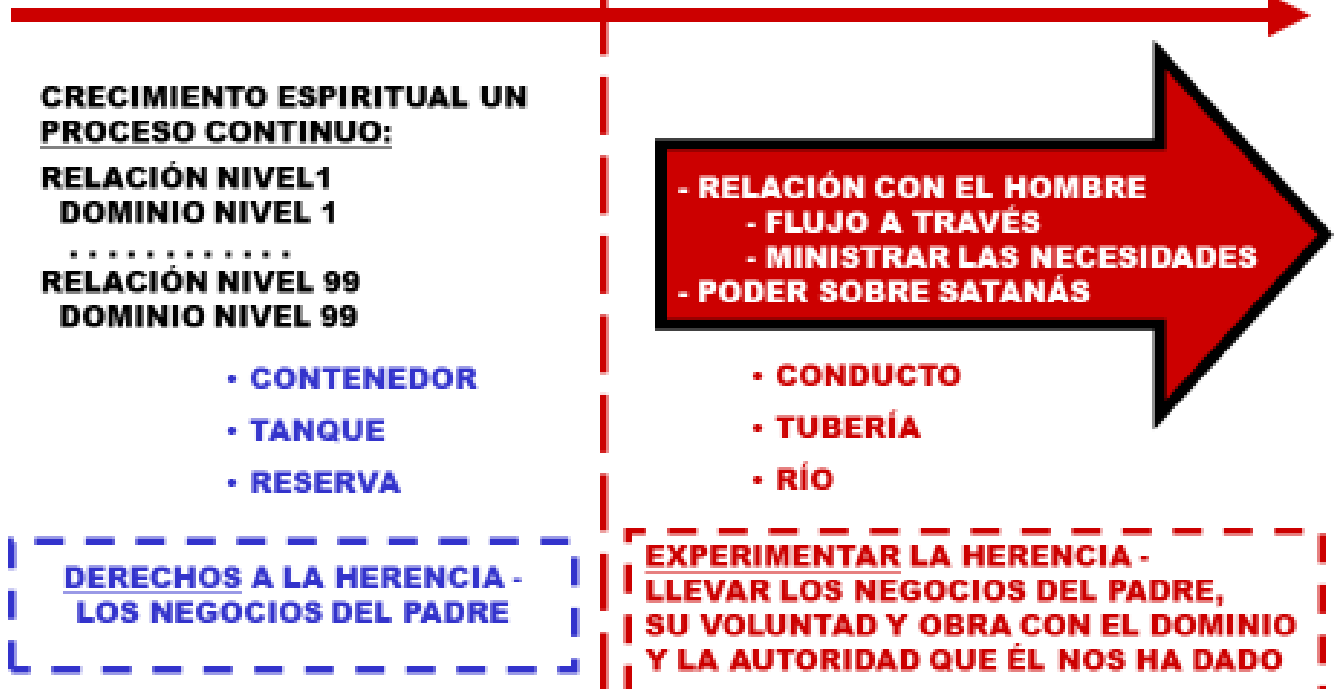 CRECIMIENTO ESPIRITUAL UN
PROCESO CONTINUO:
RELACIÓN NIVEL1
DOMINIO NIVEL 1
. . . . . . . . . . . .
RELACIÓN NIVEL 99
DOMINIO NIVEL 99
• CONTENEDOR
• TANQUE
• RESERVA
DERECHOS A LA HERENCIA -
LOS NEGOCIOS DEL PADRE
- RELACIÓN CON EL HOMBRE
- FLUJO A TRAVÉS
- MINISTRAR LAS NECESIDADES
- PODER SOBRE SATANÁS
• CONDUCTO
• TUBERÍA
• RÍO
EXPERIMENTAR LA HERENCIA -
LLEVAR LOS NEGOCIOS DEL PADRE,
SU VOLUNTAD Y OBRA CON EL DOMINIO
Y LA AUTORIDAD QUE ÉL NOS HA DADO